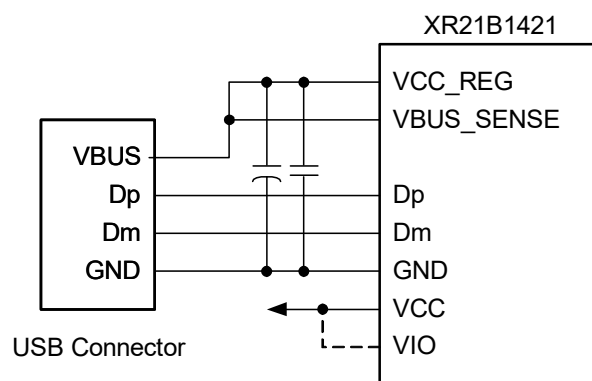 XR21B1421
VCC_REG
VBUS_SENSE
VBUS
Dp
Dp
Dm
Dm
GND
GND
VCC
VIO
USB Connector